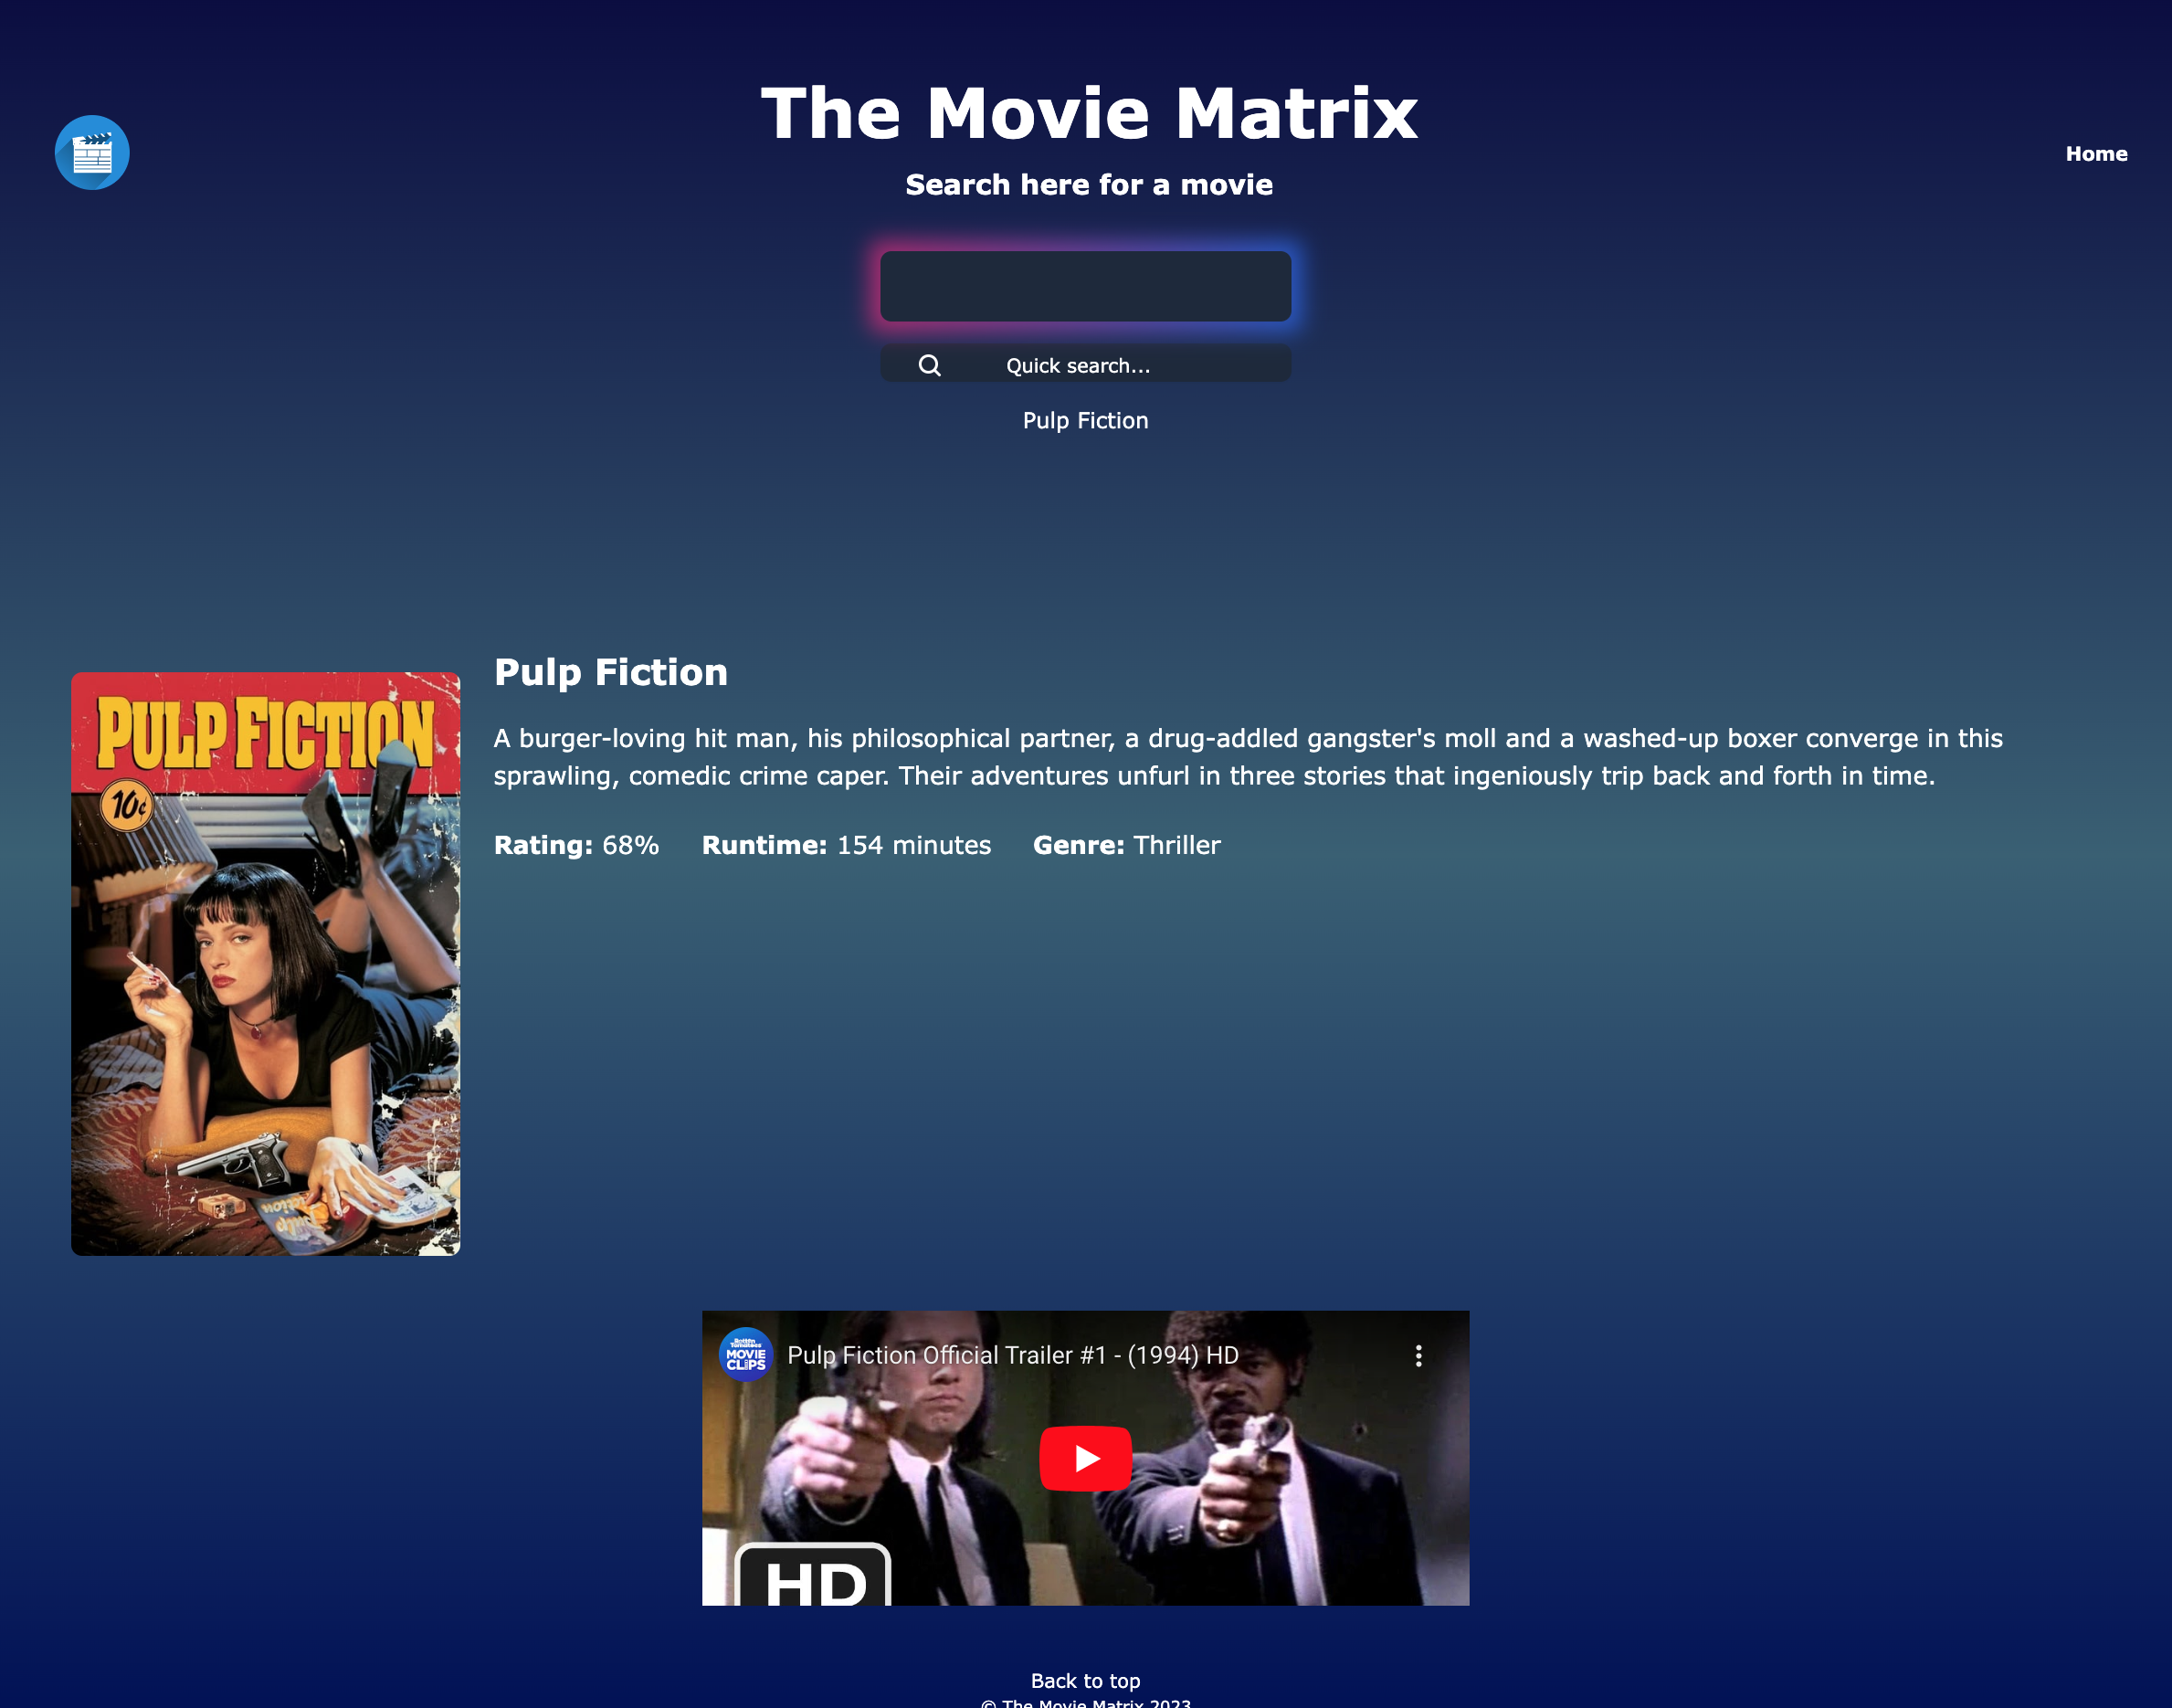 The Movie Matrix
Home
Search here for a movie
Quick search...
Pulp Fiction
Pulp Fiction
A burger-loving hit man, his philosophical partner, a drug-addled gangster's moll and a washed-up boxer converge in this
sprawling, comedic crime caper. Their adventures unfurl in three stories that ingeniously trip back and forth in time.
Rating: 68% Runtime: 154 minutes Genre: Thriller
PULP FICTION
10¢
Rotten
Tomatoes
MOVIE
CLIPS
Pulp Fiction Official Trailer #1 - (1994) HD
HD
Back to top
© The Movie Matrix 2023